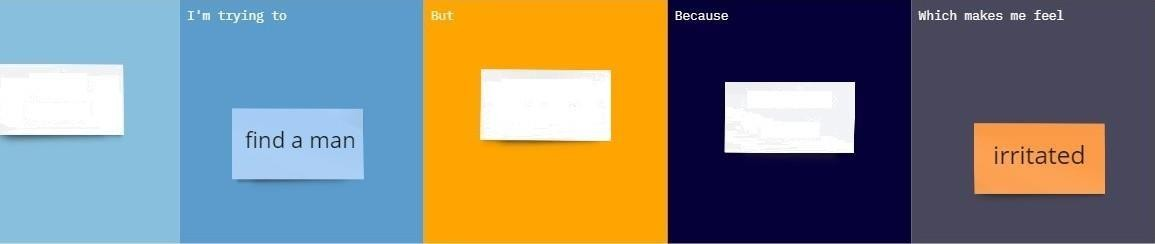 I'm trying to
find a man
But
Because
Which makes me feel
irritated